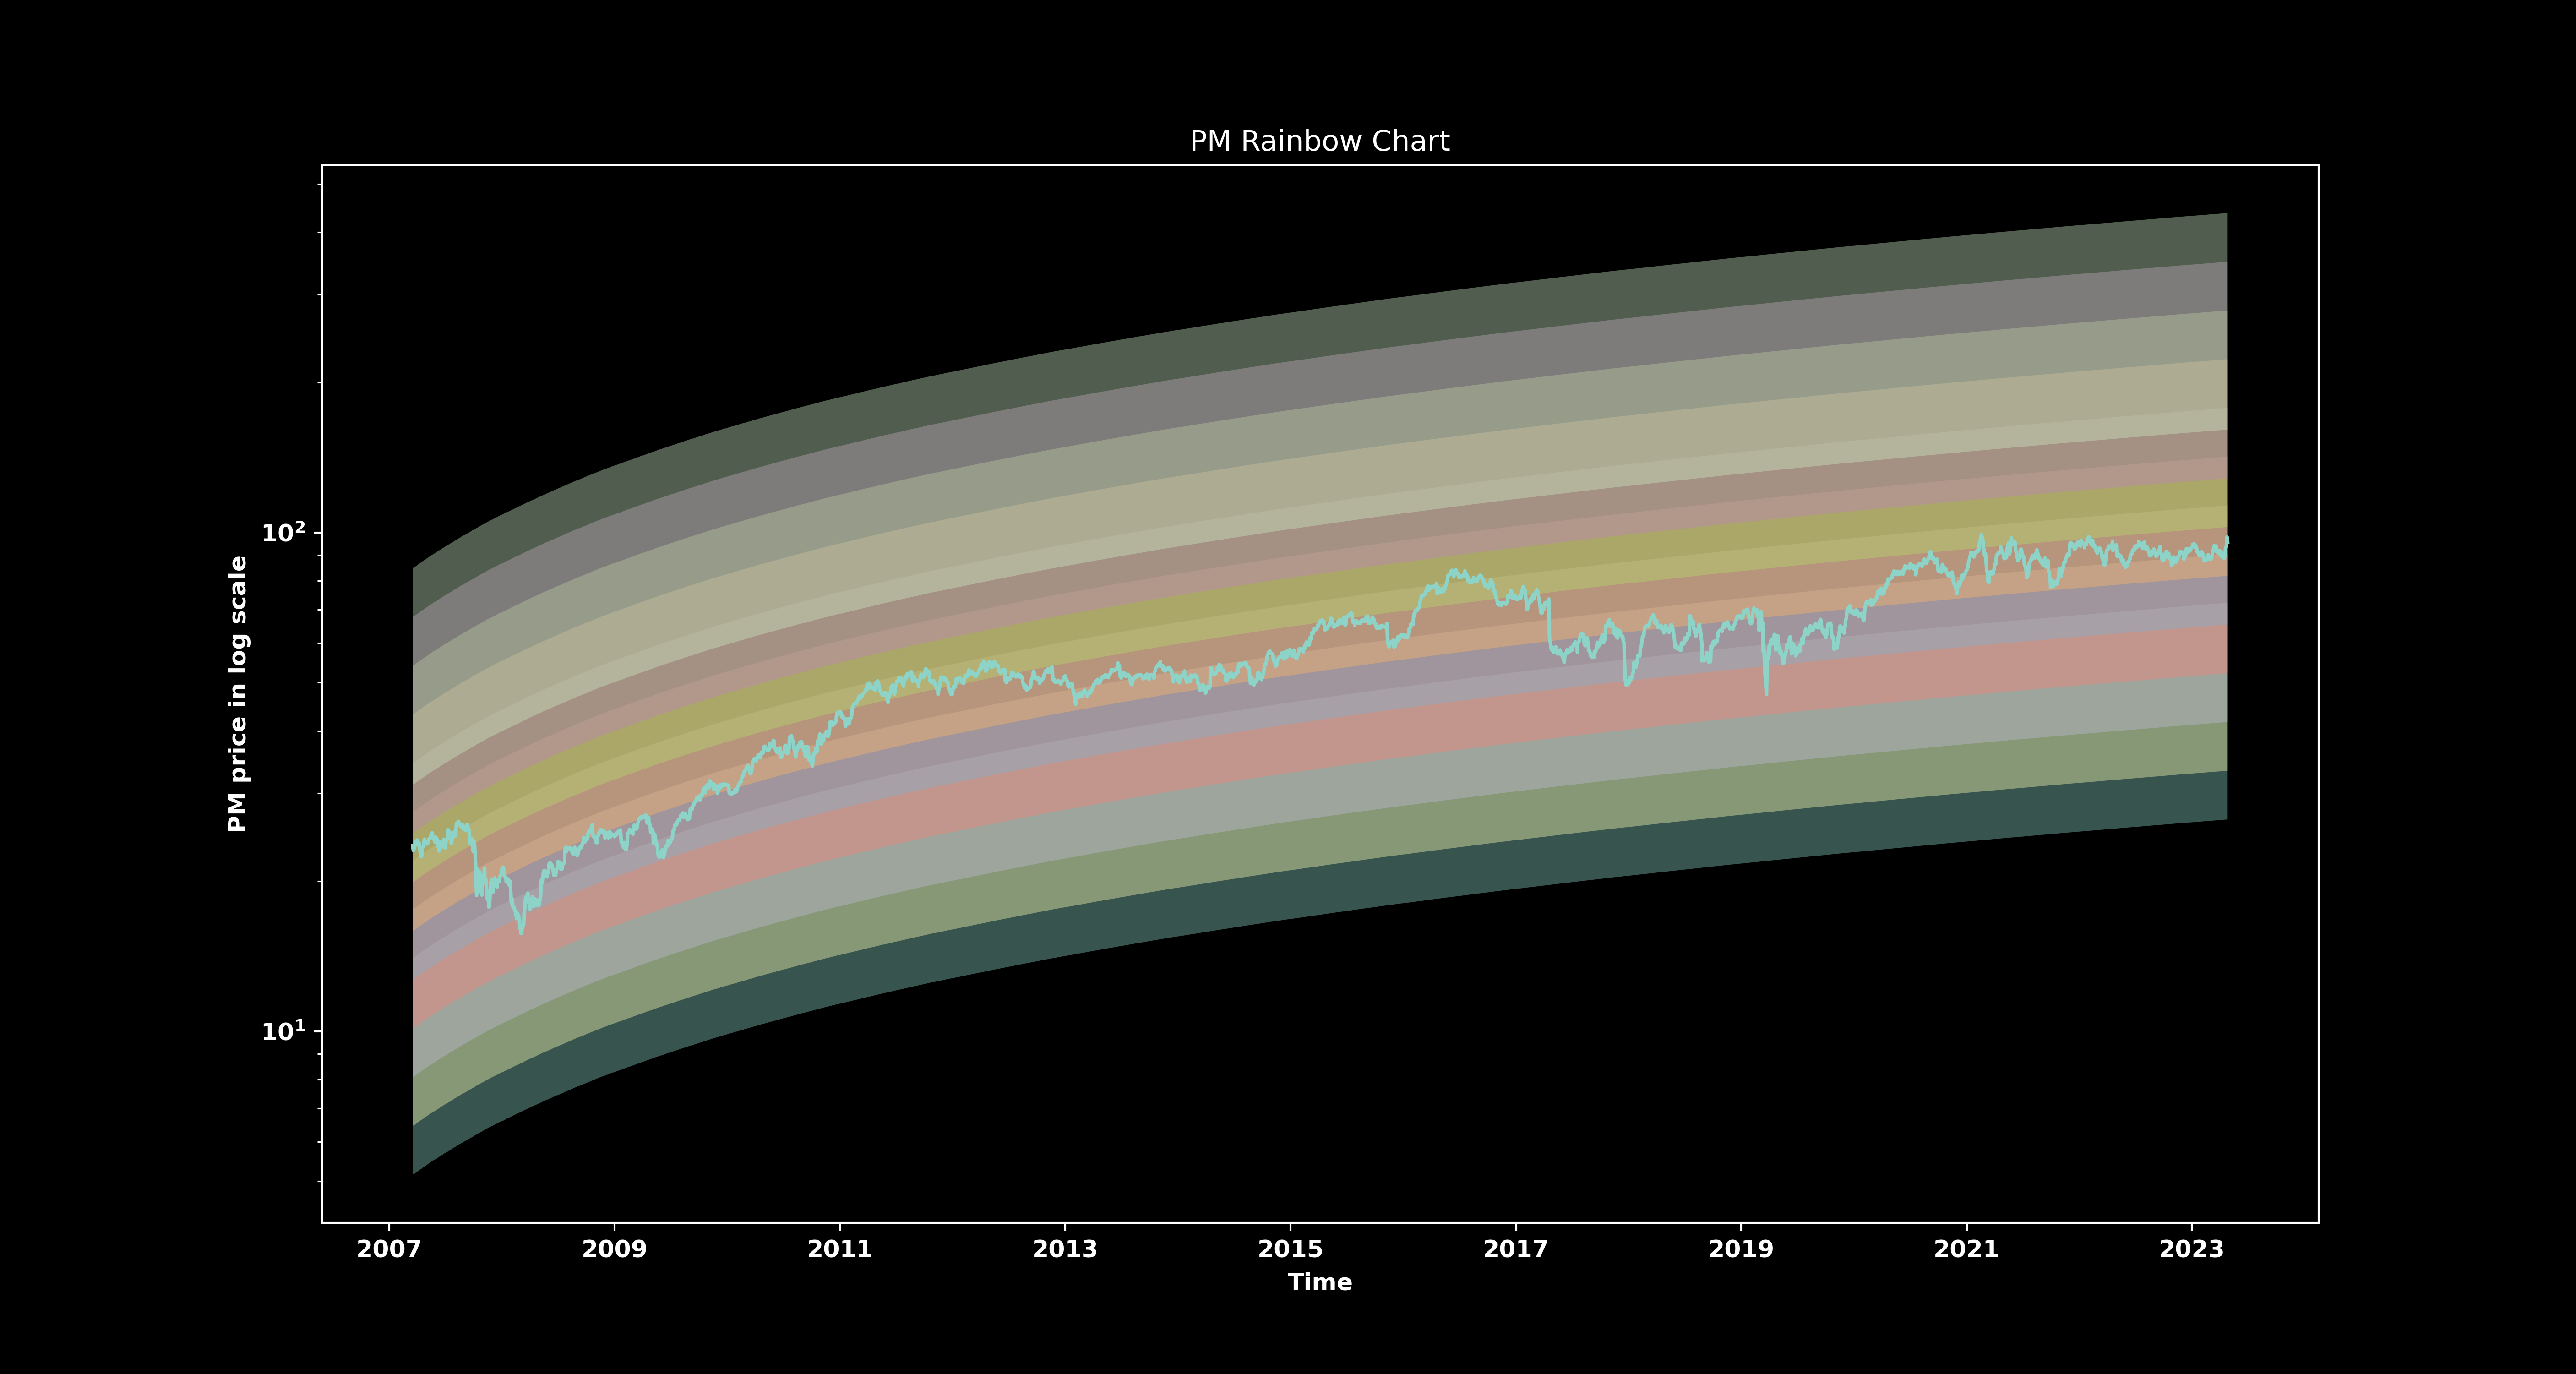 PM Rainbow Chart
PM price in log scale
10²
10¹
2007 2009 2011 2013 2015 2017 2019 2021 2023
Time